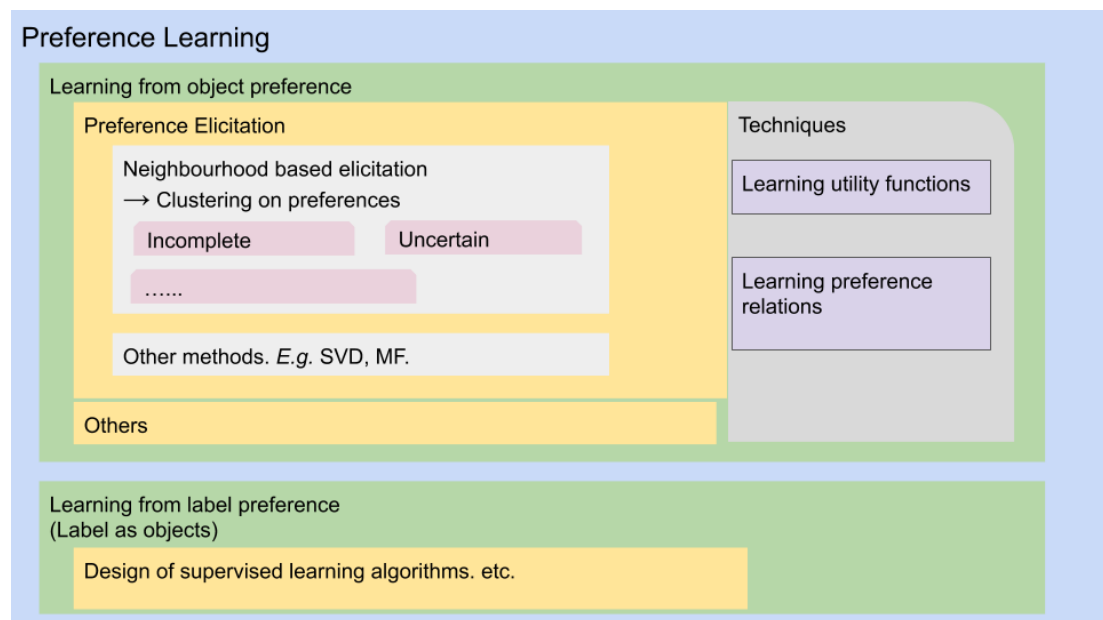 Preference Learning
Learning from object preference
Preference Elicitation
Neighbourhood based elicitation
→ Clustering on preferences
Incomplete
Uncertain
…...
Other methods. E.g. SVD, MF.
Others
Techniques
Learning utility functions
Learning preference
relations
Learning from label preference
(Label as objects)
Design of supervised learning algorithms. etc.